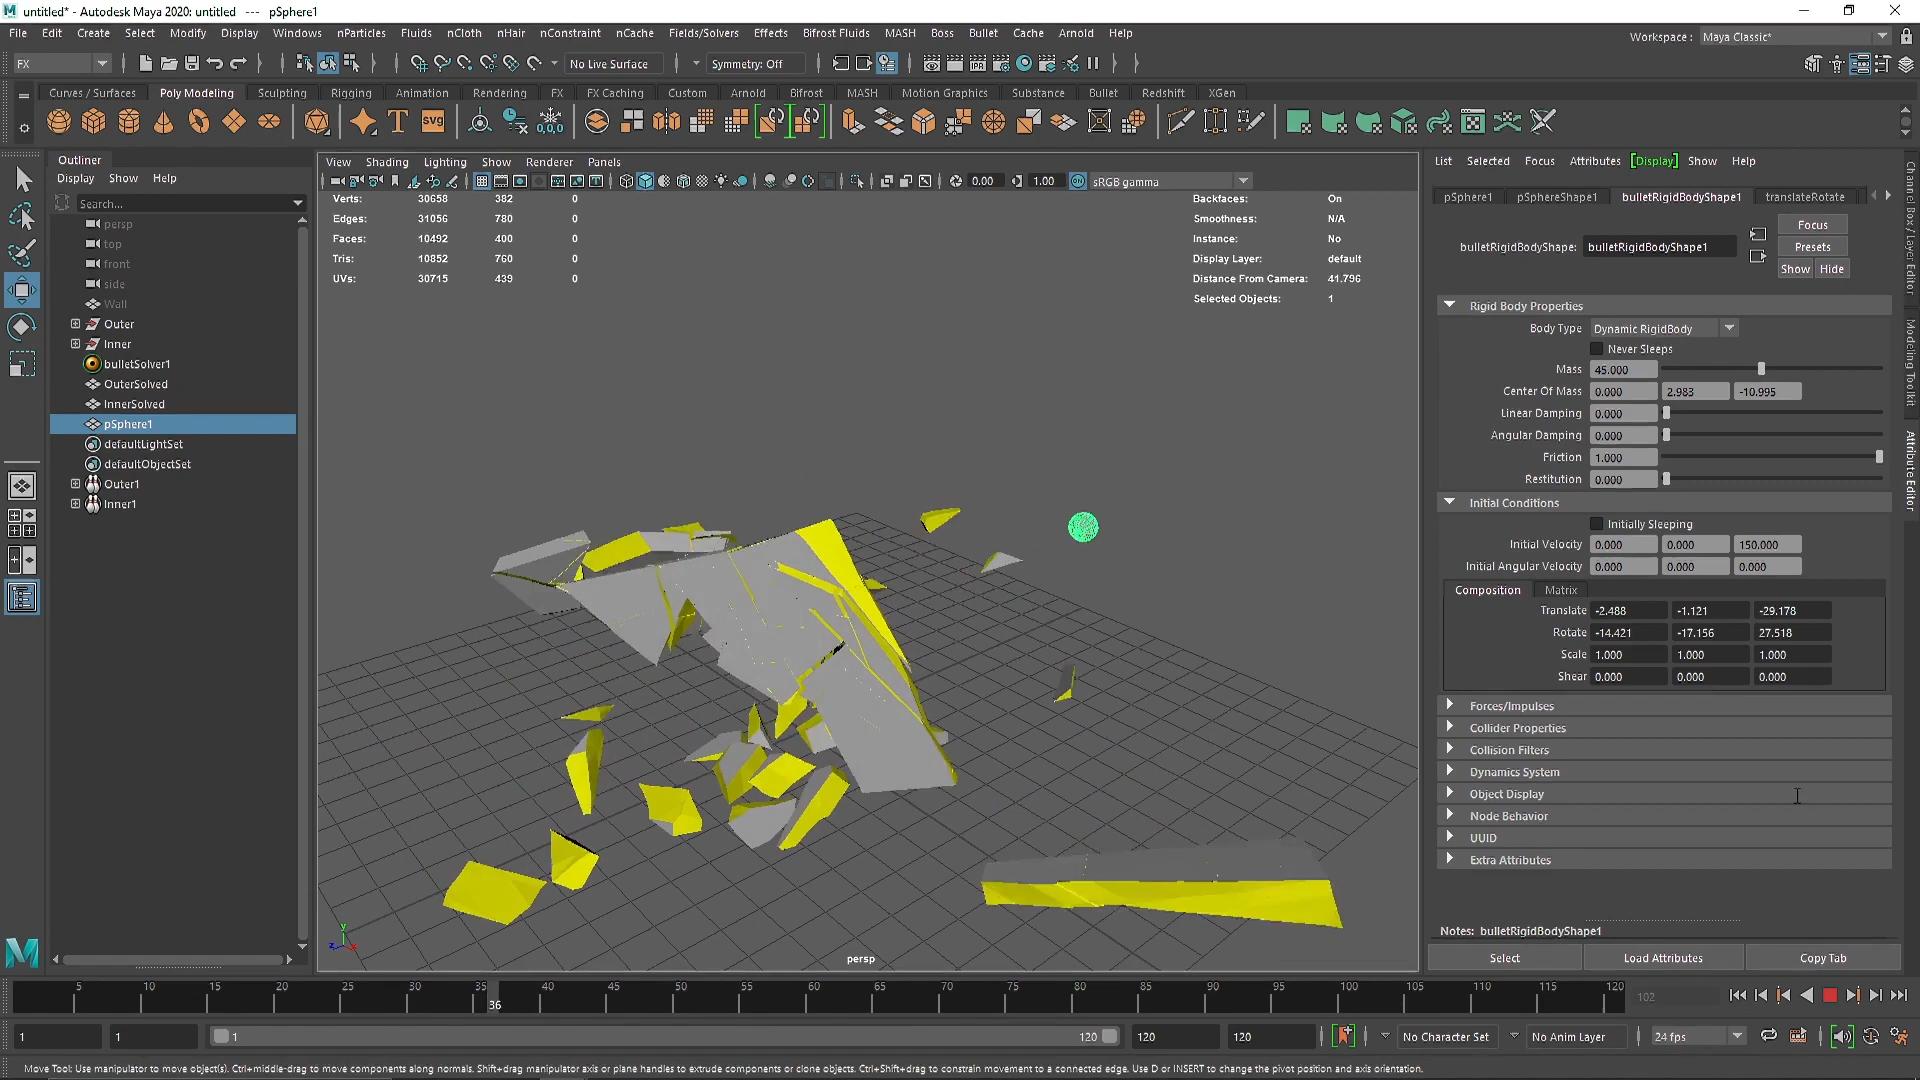 untitled* - Autodesk Maya 2020: untitled --- pSphere1
File Edit Create Select Modify Display Windows nParticles Fluids nCloth nHair nConstraint nCache Fields/Solvers Effects Bifrost Fluids MASH Boss Bullet Cache Arnold Help
Workspace : Maya Classic*
FX No Live Surface Symmetry: Off
Curves / Surfaces Poly Modeling Sculpting Rigging Animation Rendering FX FX Caching Custom Arnold Bifrost MASH Motion Graphics Substance Bullet Redshift XGen
SVG 0,0,0
IPR
Outliner
Display Show Help
Search...
persp
top
front
side
Wall
Outer
Inner
bulletSolver1
OuterSolved
InnerSolved
pSphere1
defaultLightSet
defaultObjectSet
Outer1
Inner1
View Shading Lighting Show Renderer Panels
0.00 1.00 sRGB gamma
Verts: 30658 382 0
Edges: 31056 780 0
Faces: 10492 400 0
Tris: 10852 760 0
UVs: 30715 439 0
Backfaces: On
Smoothness: N/A
Instance: No
Display Layer: default
Distance From Camera: 41.796
Selected Objects: 1
y
z x
persp
List Selected Focus Attributes [Display] Show Help
pSphere1 pSphereShape1 bulletRigidBodyShape1 translateRotate
bulletRigidBodyShape: bulletRigidBodyShape1
Focus
Presets
Show Hide
Rigid Body Properties
Body Type Dynamic RigidBody
Never Sleeps
Mass 45.000
Center Of Mass 0.000 2.983 -10.995
Linear Damping 0.000
Angular Damping 0.000
Friction 1.000
Restitution 0.000
Initial Conditions
Initially Sleeping
Initial Velocity 0.000 0.000 150.000
Initial Angular Velocity 0.000 0.000 0.000
Composition Matrix
Translate -2.488 -1.121 -29.178
Rotate -14.421 -17.156 27.518
Scale 1.000 1.000 1.000
Shear 0.000 0.000 0.000
Forces/Impulses
Collider Properties
Collision Filters
Dynamics System
Object Display
Node Behavior
UUID
Extra Attributes
Notes: bulletRigidBodyShape1
Select Load Attributes Copy Tab
Channel Box / Layer Editor
Modeling Toolkit
Attribute Editor
5 10 15 20 25 30 35 40 45 50 55 60 65 70 75 80 85 90 95 100 105 110 115 120
36
102
1 1 1 120 120 120 No Character Set No Anim Layer 24 fps
Move Tool: Use manipulator to move object(s). Ctrl+middle-drag to move components along normals. Shift+drag manipulator axis or plane handles to extrude components or clone objects. Ctrl+Shift+drag to constrain movement to a connected edge. Use D or INSERT to change the pivot position and axis orientation.